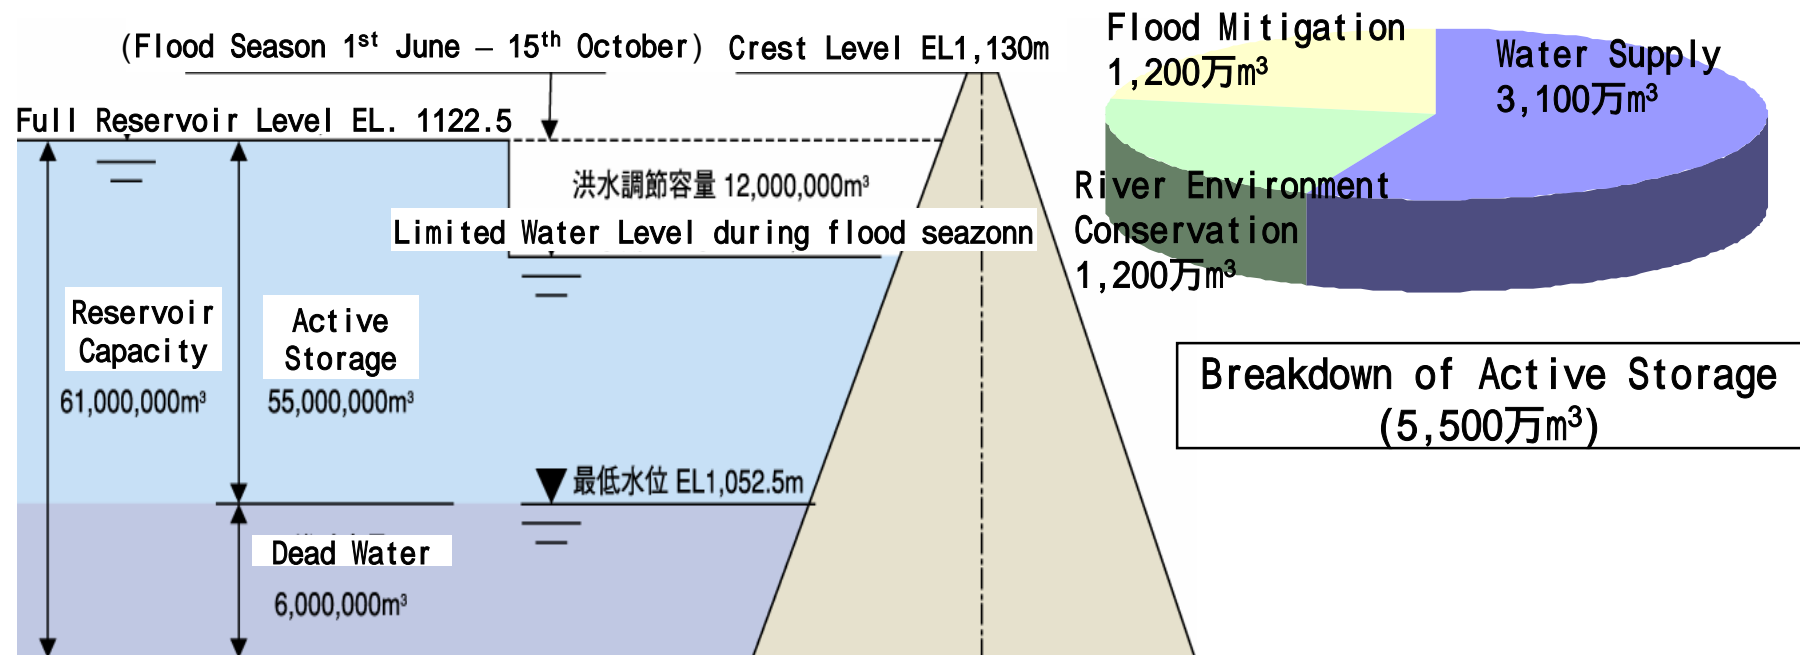 (Flood Season 1st June – 15th October)
Crest Level EL1,130m
Full Reservoir Level EL. 1122.5
洪水調節容量 12,000,000m³
Limited Water Level during flood seazonn
Reservoir
Capacity
61,000,000m³
Active
Storage
55,000,000m³
最低水位 EL1,052.5m
Dead Water
6,000,000m³
Flood Mitigation
1,200万m³
Water Supply
3,100万m³
River Environment
Conservation
1,200万m³
Breakdown of Active Storage
(5,500万m³)